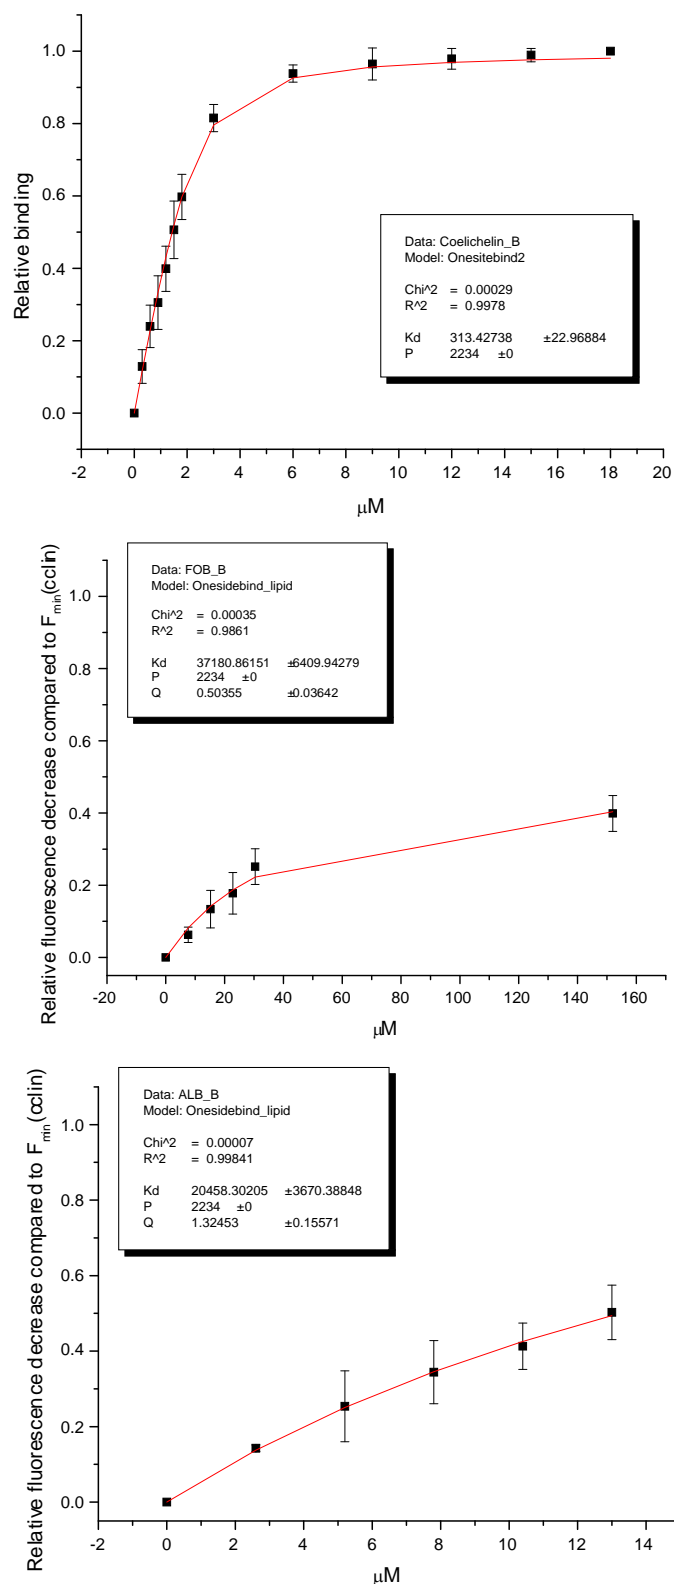 1.0
0.8
0.6
0.4
0.2
0.0
Relative binding
Data: Coelichelin_B
Model: Onesitebind2
Chi^2 = 0.00029
R^2 = 0.9978
Kd 313.42738 ±22.96884
P 2234 ±0
-2 0 2 4 6 8 10 12 14 16 18 20
μM
Relative fluorescence decrease compared to Fmin(cclin)
1.0
0.8
0.6
0.4
0.2
0.0
Data: FOB_B
Model: Onesidebind_lipid
Chi^2 = 0.00035
R^2 = 0.9861
Kd 37180.86151 ±6409.94279
P 2234 ±0
Q 0.50355 ±0.03642
-20 0 20 40 60 80 100 120 140 160
μM
Relative fluorescence decrease compared to Fmin(cclin)
1.0
0.8
0.6
0.4
0.2
0.0
Data: ALB_B
Model: Onesidebind_lipid
Chi^2 = 0.00007
R^2 = 0.99841
Kd 20458.30205 ±3670.38848
P 2234 ±0
Q 1.32453 ±0.15571
-2 0 2 4 6 8 10 12 14
μM